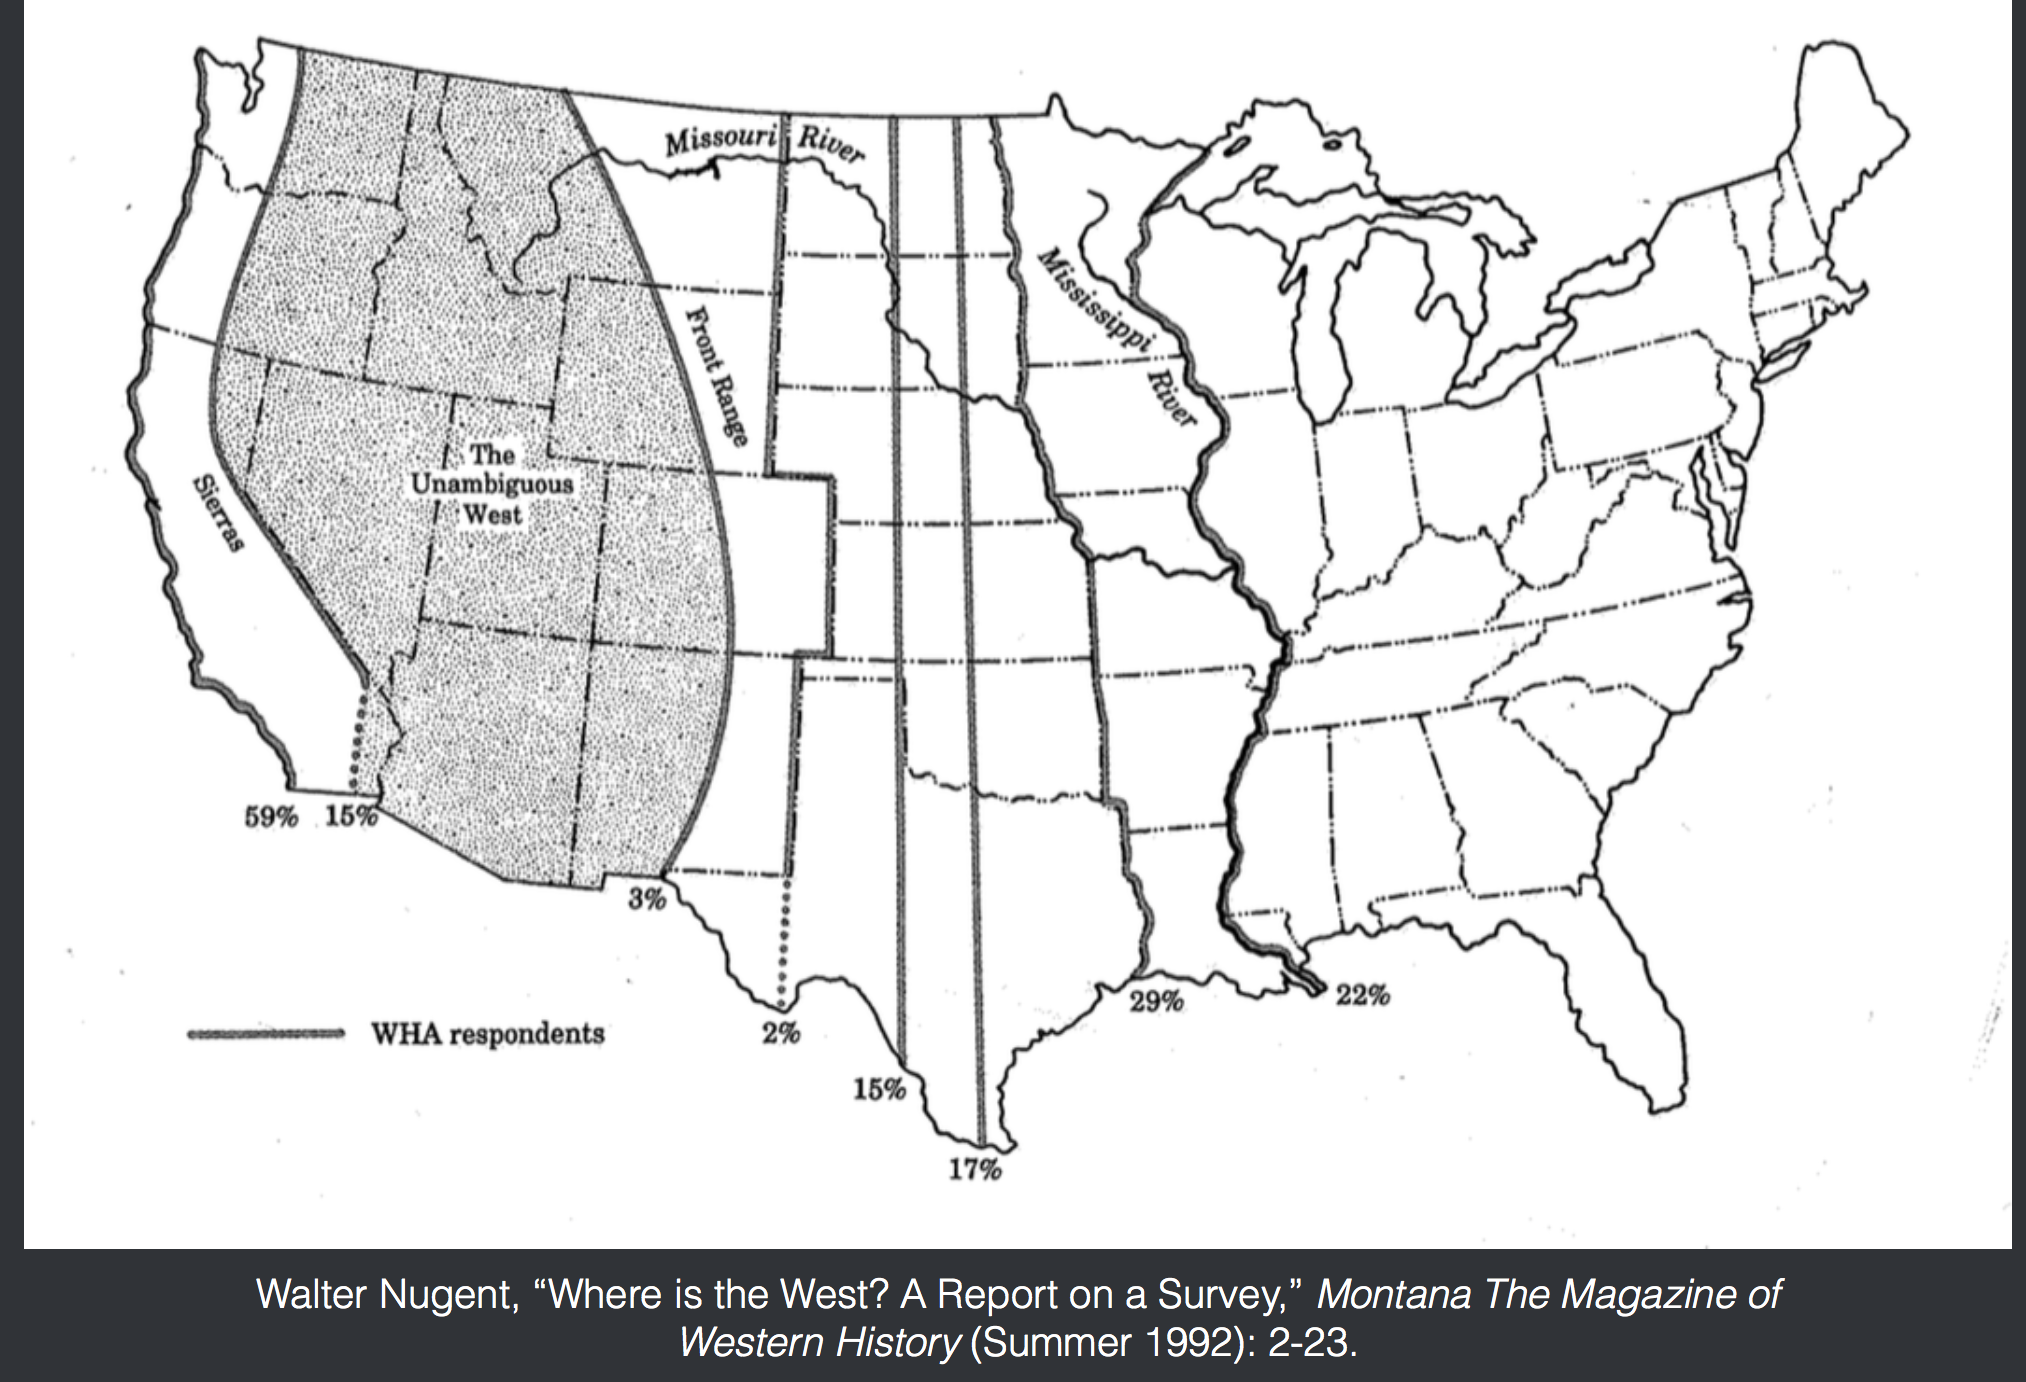 Missouri River
Mississippi River
Front Range
The
Unambiguous
West
Sierras
59%
15%
3%
2%
15%
17%
29%
22%
WHA respondents
Walter Nugent, “Where is the West? A Report on a Survey,” Montana The Magazine of
Western History (Summer 1992): 2-23.